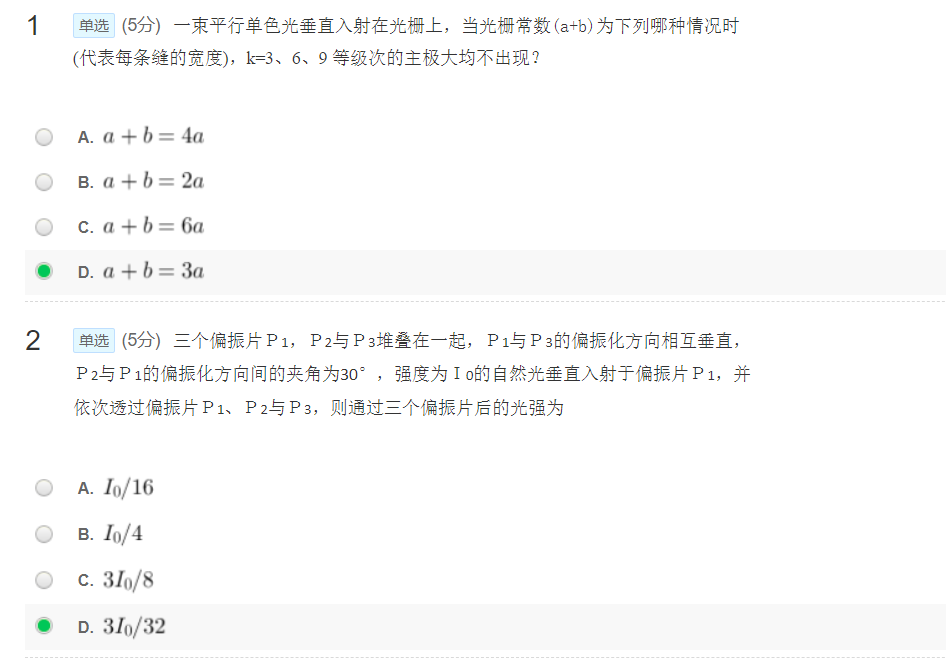 1 单选 (5分) 一束平行单色光垂直入射在光栅上，当光栅常数(a+b)为下列哪种情况时
(代表每条缝的宽度)，k=3、6、9 等级次的主极大均不出现？
A. a + b = 4a
B. a + b = 2a
C. a + b = 6a
D. a + b = 3a
2 单选 (5分) 三个偏振片Ｐ1，Ｐ2与Ｐ3堆叠在一起，Ｐ1与Ｐ3的偏振化方向相互垂直，
Ｐ2与Ｐ1的偏振化方向间的夹角为30°，强度为Ｉ0的自然光垂直入射于偏振片Ｐ1，并
依次透过偏振片Ｐ1、Ｐ2与Ｐ3，则通过三个偏振片后的光强为
A. I₀/16
B. I₀/4
C. 3I₀/8
D. 3I₀/32